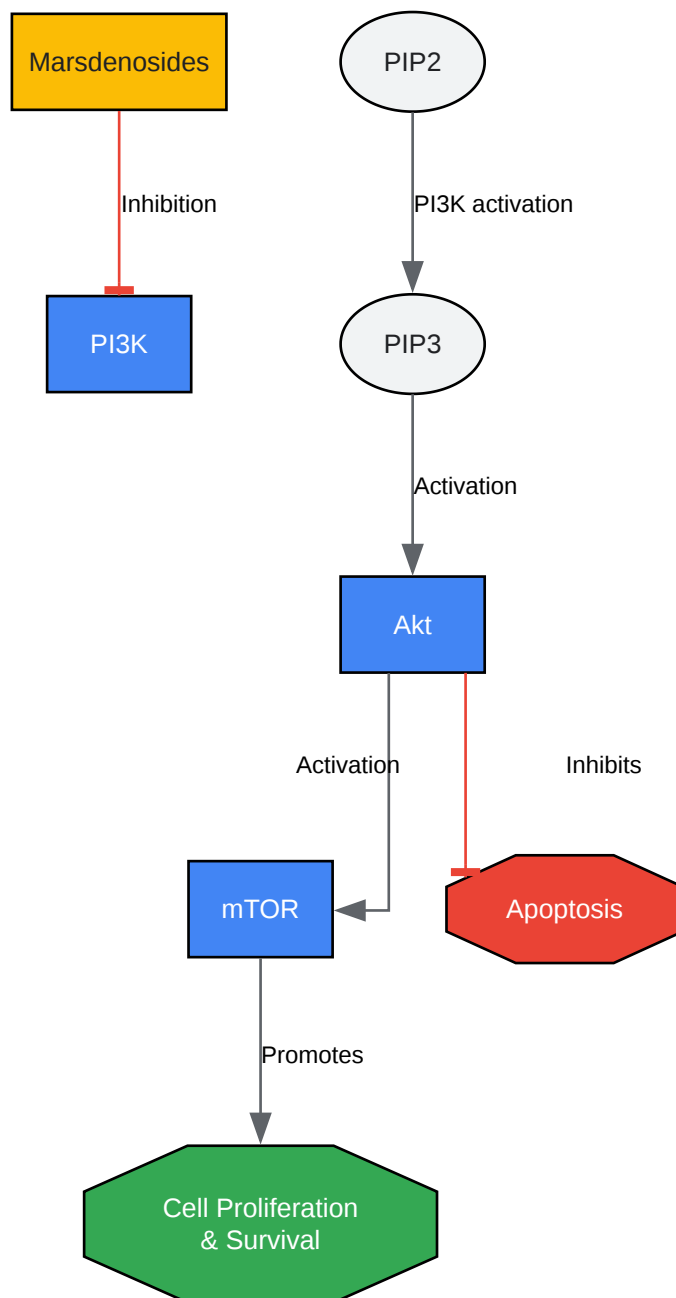 Marsdenosides
PIP2
Inhibition
PI3K activation
PI3K
PIP3
Activation
Akt
Activation
Inhibits
mTOR
Apoptosis
Promotes
Cell Proliferation
& Survival